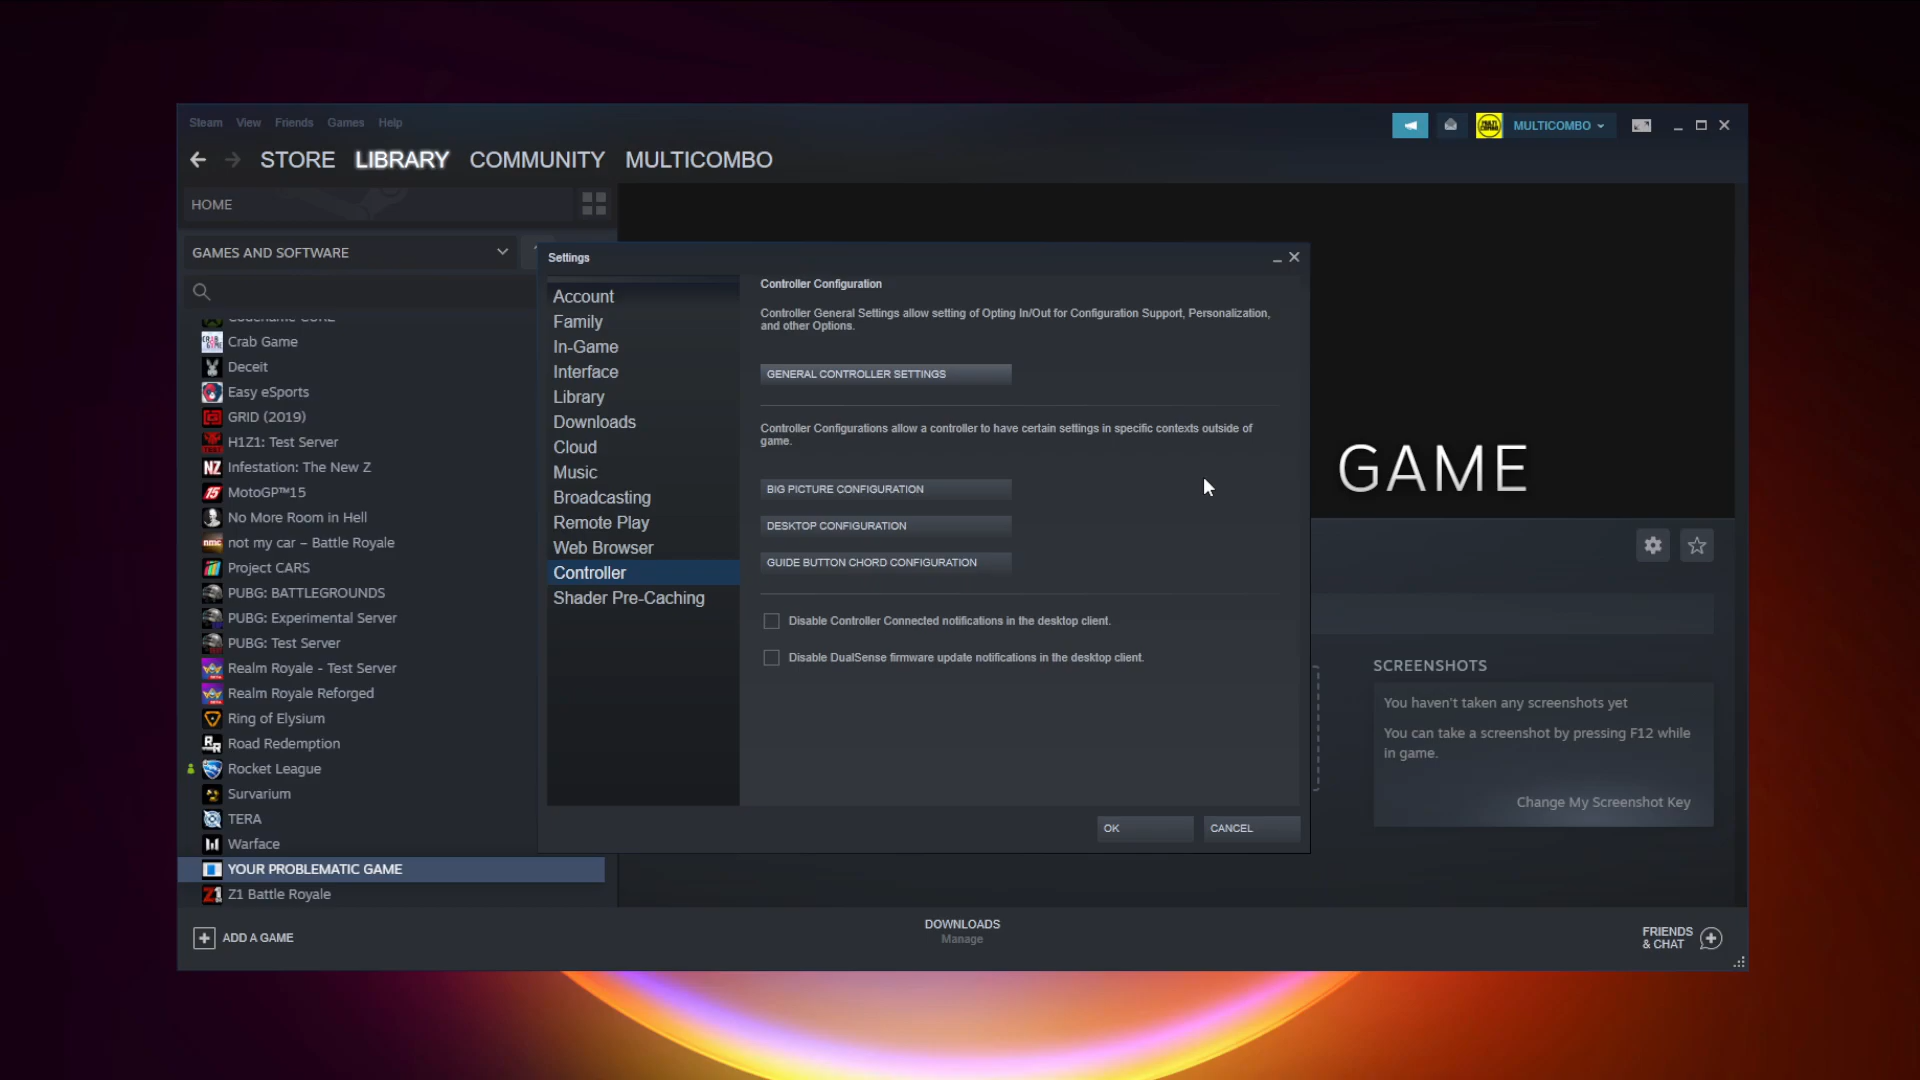 Steam View Friends Games Help
MULTICOMBO
STORE LIBRARY COMMUNITY MULTICOMBO
HOME
GAMES AND SOFTWARE
Crab Game
Deceit
Easy eSports
GRID (2019)
H1Z1: Test Server
Infestation: The New Z
MotoGP™15
No More Room in Hell
not my car – Battle Royale
Project CARS
PUBG: BATTLEGROUNDS
PUBG: Experimental Server
PUBG: Test Server
Realm Royale - Test Server
Realm Royale Reforged
Ring of Elysium
Road Redemption
Rocket League
Survarium
TERA
Warface
YOUR PROBLEMATIC GAME
Z1 Battle Royale
ADD A GAME
Settings
Account
Family
In-Game
Interface
Library
Downloads
Cloud
Music
Broadcasting
Remote Play
Web Browser
Controller
Shader Pre-Caching
Controller Configuration
Controller General Settings allow setting of Opting In/Out for Configuration Support, Personalization,
and other Options.
GENERAL CONTROLLER SETTINGS
Controller Configurations allow a controller to have certain settings in specific contexts outside of
game.
BIG PICTURE CONFIGURATION
DESKTOP CONFIGURATION
GUIDE BUTTON CHORD CONFIGURATION
Disable Controller Connected notifications in the desktop client.
Disable DualSense firmware update notifications in the desktop client.
OK
CANCEL
GAME
SCREENSHOTS
You haven't taken any screenshots yet
You can take a screenshot by pressing F12 while
in game.
Change My Screenshot Key
DOWNLOADS
Manage
FRIENDS
& CHAT